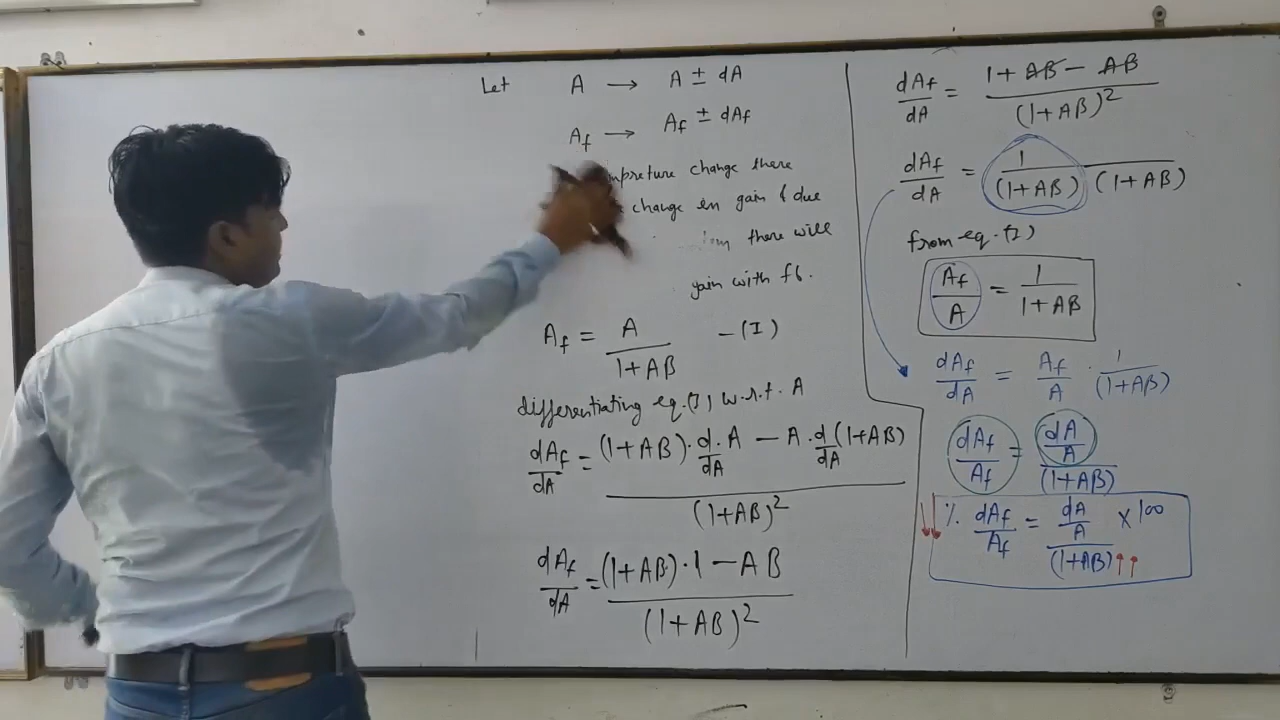 Let A → A ± dA
Af → Af ± dAf
change there
change in gain & due
there will
gain with fb.
Af = A / (1 + Aβ) - (I)
differentiating eq. (I) w.r.t. A
dAf/dA = ((1 + Aβ) · d/dA · A - A · d/dA (1 + Aβ)) / (1 + Aβ)²
dAf/dA = ((1 + Aβ) · 1 - Aβ) / (1 + Aβ)²
dAf/dA = (1 + Aβ - Aβ) / (1 + Aβ)²
dAf/dA = 1 / (1 + Aβ) (1 + Aβ)
from eq. (I)
Af/A = 1 / (1 + Aβ)
dAf/dA = Af/A · 1 / (1 + Aβ)
dAf/Af = (dA/A) / (1 + Aβ)
↓↓ % dAf/Af = (dA/A) / (1 + Aβ) ↑↑ × 100